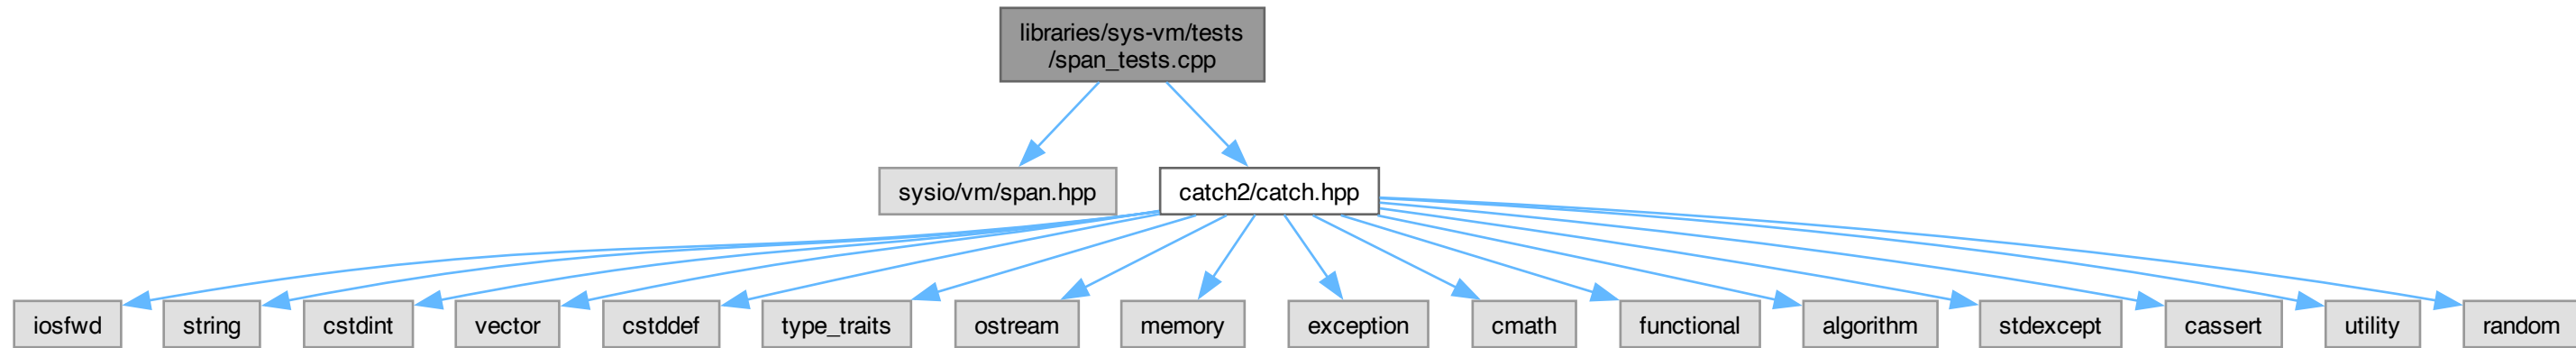 libraries/sys-vm/tests
/span_tests.cpp
sysio/vm/span.hpp
catch2/catch.hpp
iosfwd
string
cstdint
vector
cstddef
type_traits
ostream
memory
exception
cmath
functional
algorithm
stdexcept
cassert
utility
random